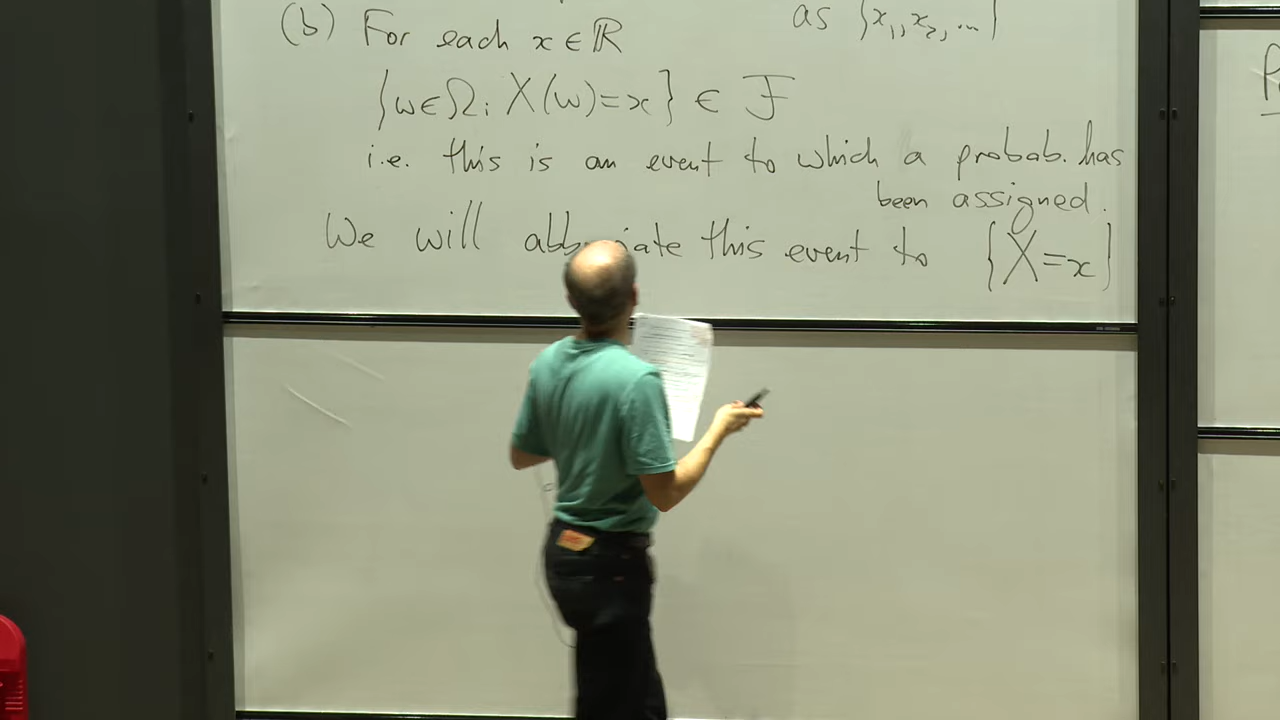 (b) For each x ∈ ℝ
as {x₁, x₂, ...}
{ω∈Ω: X(ω)=x} ∈ F
i.e. this is an event to which a probab. has
been assigned.
We will this event to {X=x}